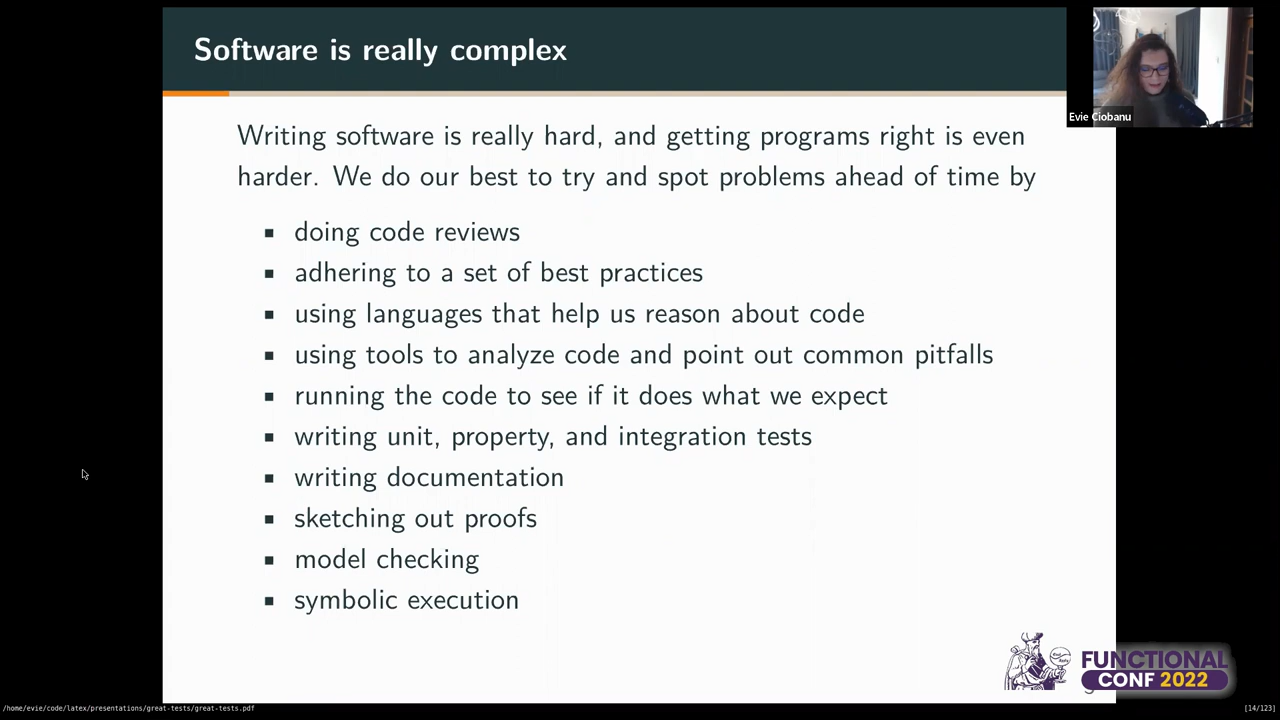 Software is really complex
Evie Ciobanu
Writing software is really hard, and getting programs right is even
harder. We do our best to try and spot problems ahead of time by
▪ doing code reviews
▪ adhering to a set of best practices
▪ using languages that help us reason about code
▪ using tools to analyze code and point out common pitfalls
▪ running the code to see if it does what we expect
▪ writing unit, property, and integration tests
▪ writing documentation
▪ sketching out proofs
▪ model checking
▪ symbolic execution
FUNCTIONAL
CONF 2022
/home/evie/code/latex/presentations/great-tests/great-tests.pdf
[14/123]